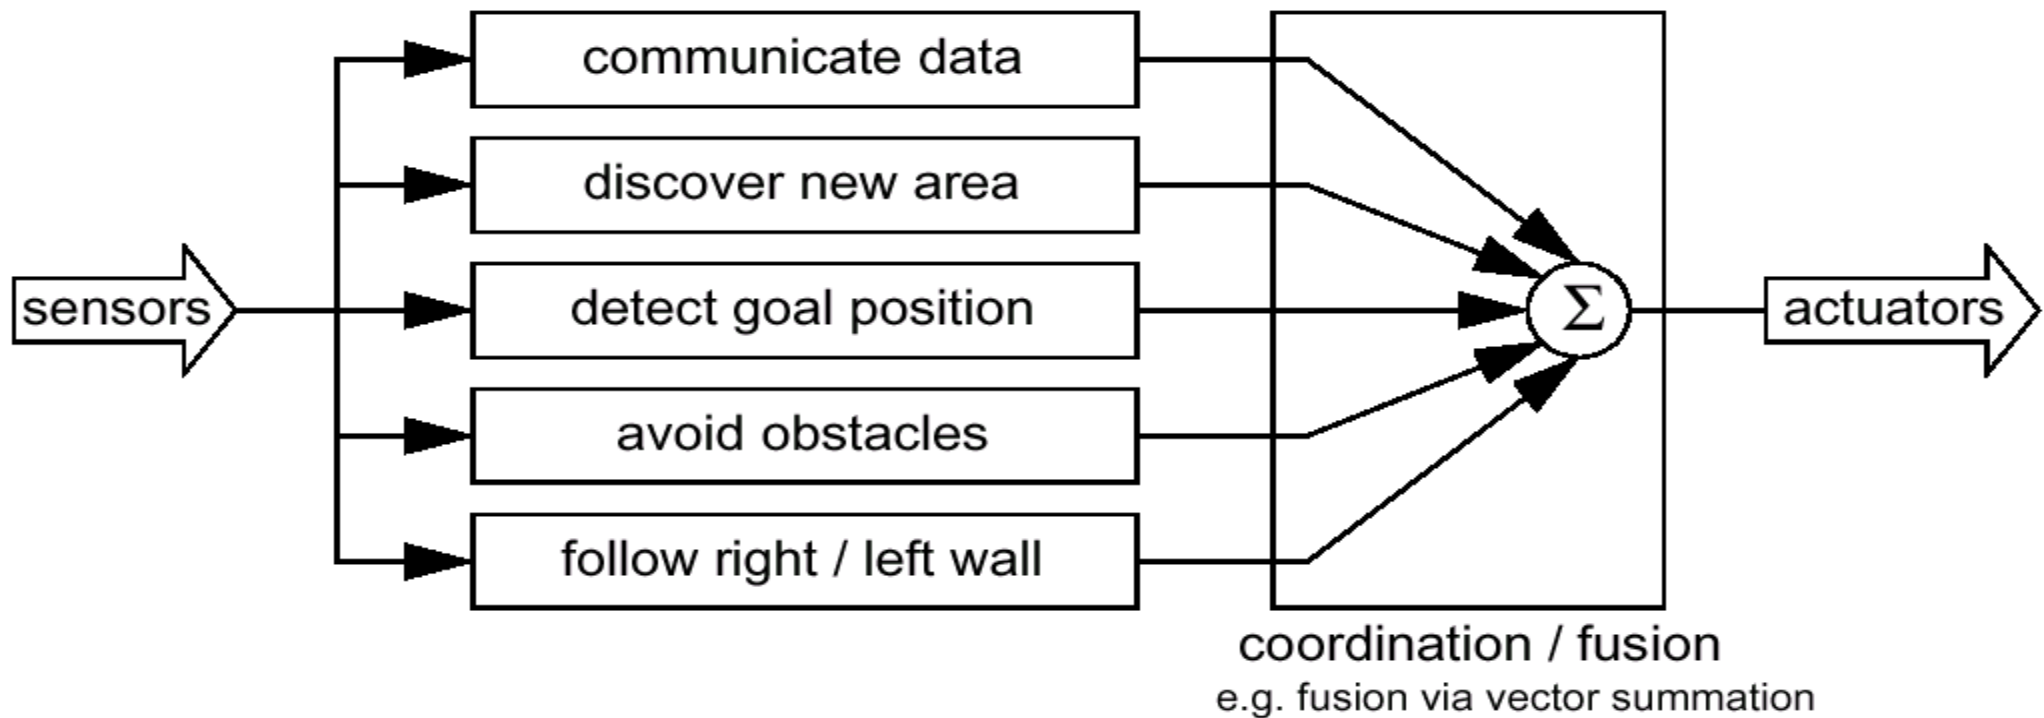 communicate data
discover new area
sensors
detect goal position
Σ
actuators
avoid obstacles
follow right / left wall
coordination / fusion
e.g. fusion via vector summation